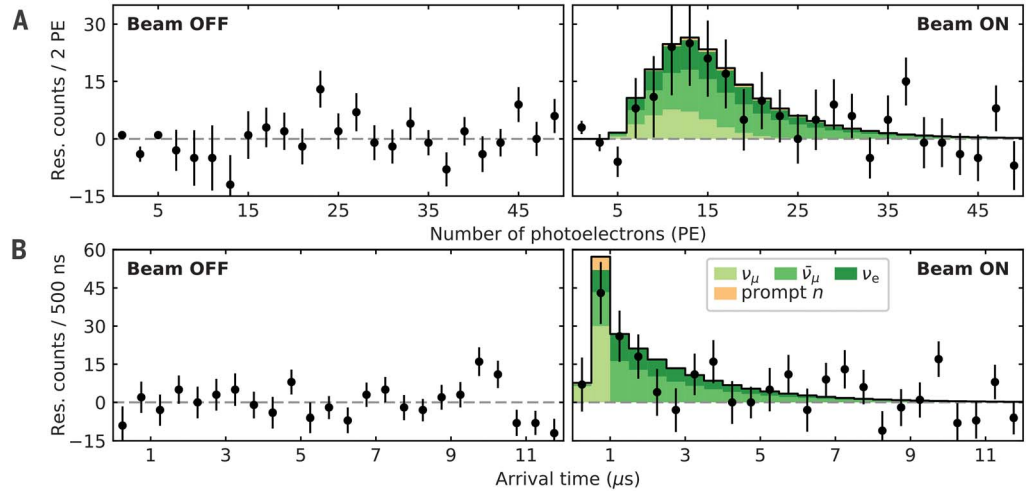 A
Beam OFF
Beam ON
Res. counts / 2 PE
30
15
0
−15
5 15 25 35 45
5 15 25 35 45
Number of photoelectrons (PE)
B
Beam OFF
Beam ON
Res. counts / 500 ns
60
45
30
15
0
−15
νμ ν̄μ νe
prompt n
1 3 5 7 9 11
1 3 5 7 9 11
Arrival time (μs)